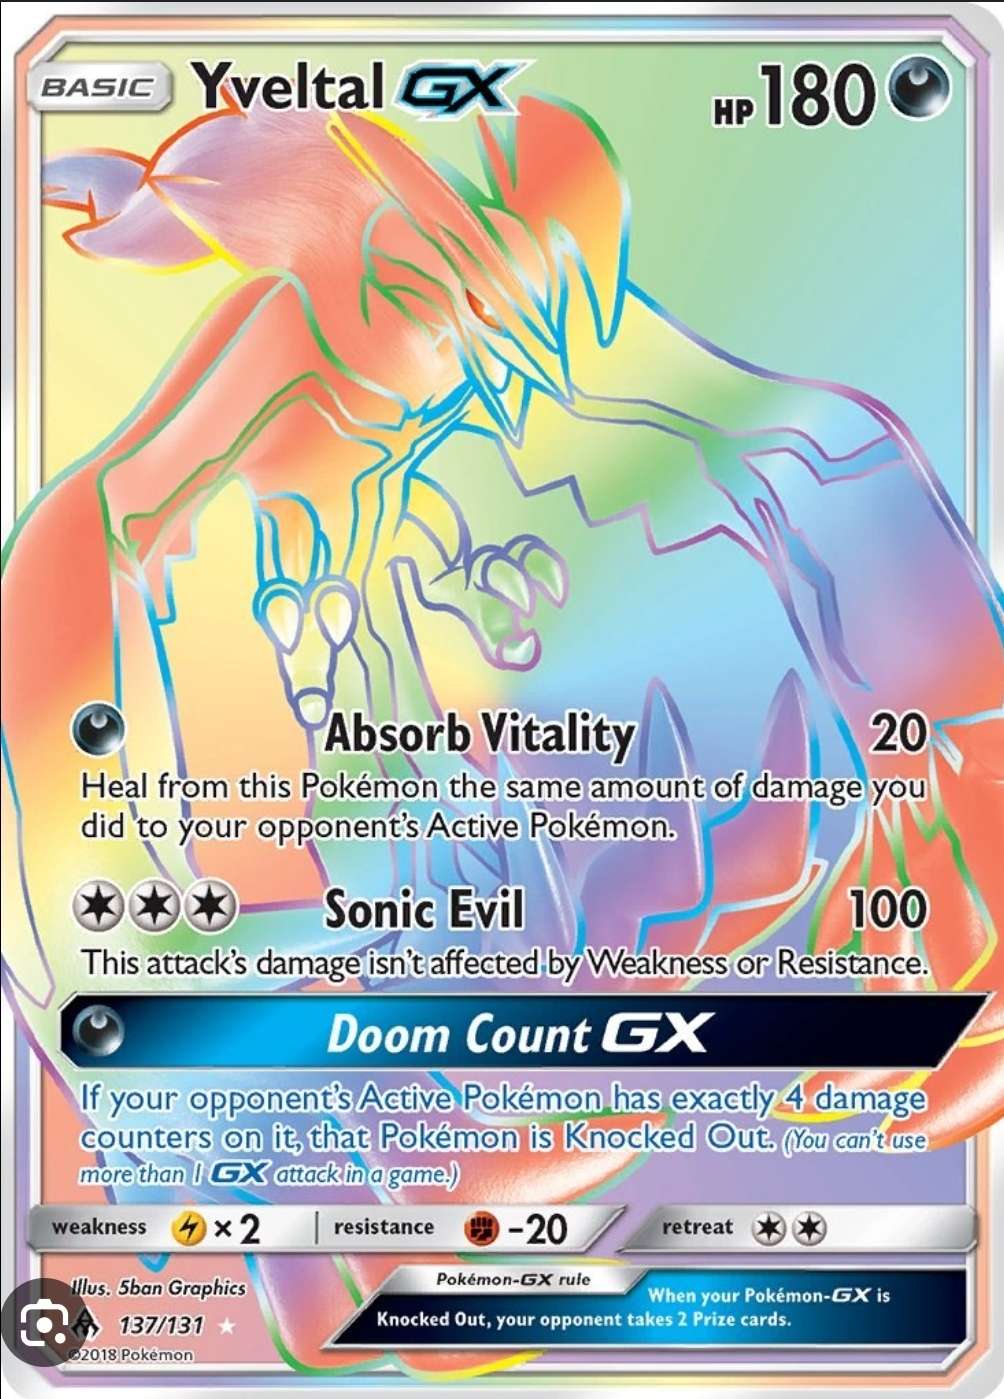 BASIC Yveltal GX HP 180
Absorb Vitality 20
Heal from this Pokémon the same amount of damage you
did to your opponent's Active Pokémon.
Sonic Evil 100
This attack's damage isn't affected by Weakness or Resistance.
Doom Count GX
If your opponent's Active Pokémon has exactly 4 damage
counters on it, that Pokémon is Knocked Out. (You can't use
more than 1 GX attack in a game.)
weakness ×2 resistance -20 retreat
Illus. 5ban Graphics
137/131
©2018 Pokémon
Pokémon-GX rule
When your Pokémon-GX is
Knocked Out, your opponent takes 2 Prize cards.